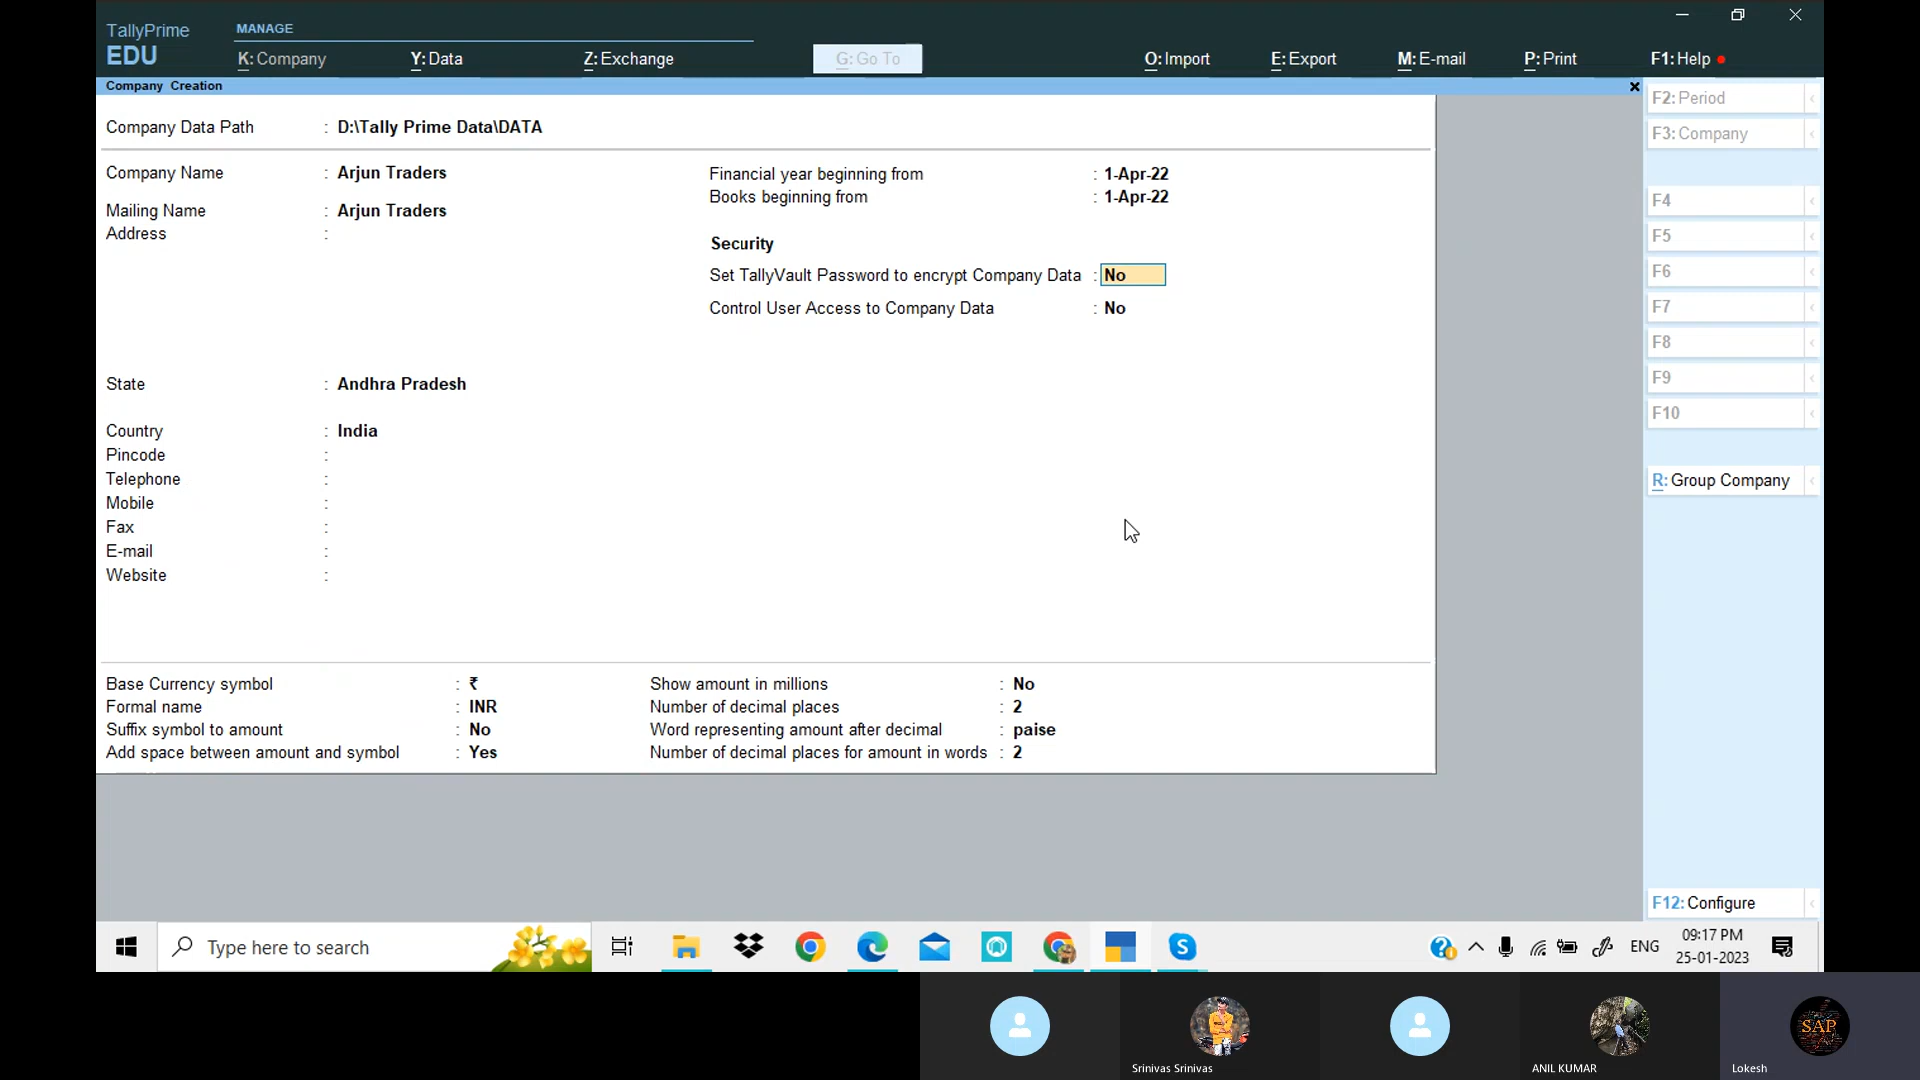 TallyPrime
EDU
MANAGE
K: Company
Y: Data
Z: Exchange
G: Go To
O: Import
E: Export
M: E-mail
P: Print
F1: Help
Company Creation
Company Data Path : D:\Tally Prime Data\DATA
Company Name : Arjun Traders
Mailing Name : Arjun Traders
Address :
State : Andhra Pradesh
Country : India
Pincode :
Telephone :
Mobile :
Fax :
E-mail :
Website :
Financial year beginning from : 1-Apr-22
Books beginning from : 1-Apr-22
Security
Set TallyVault Password to encrypt Company Data : No
Control User Access to Company Data : No
Base Currency symbol : ₹
Formal name : INR
Suffix symbol to amount : No
Add space between amount and symbol : Yes
Show amount in millions : No
Number of decimal places : 2
Word representing amount after decimal : paise
Number of decimal places for amount in words : 2
F2: Period
F3: Company
F4
F5
F6
F7
F8
F9
F10
R: Group Company
F12: Configure
Type here to search
ENG
09:17 PM
25-01-2023
Srinivas Srinivas
ANIL KUMAR
SAP
Lokesh